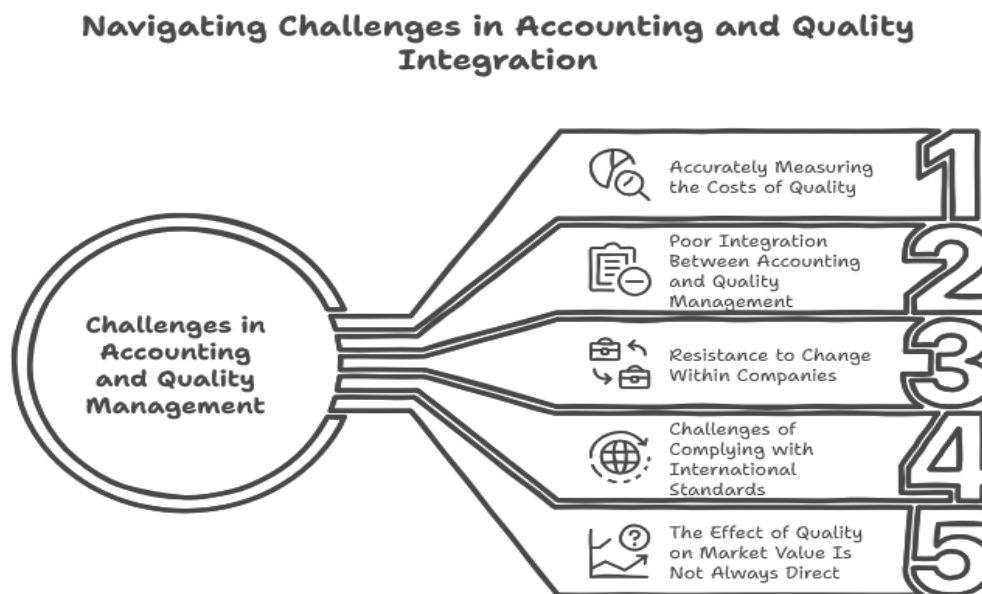 Navigating Challenges in Accounting and Quality
Integration
Challenges in
Accounting
and Quality
Management
Accurately Measuring
the Costs of Quality
1
Poor Integration
Between Accounting
and Quality
Management
2
Resistance to Change
Within Companies
3
Challenges of
Complying with
International
Standards
4
The Effect of Quality
on Market Value Is
Not Always Direct
5